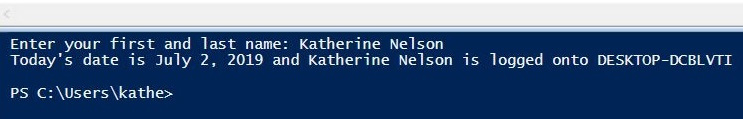 Enter your first and last name: Katherine Nelson
Today's date is July 2, 2019 and Katherine Nelson is logged onto DESKTOP-DCBLVTI
PS C:\Users\kathe>